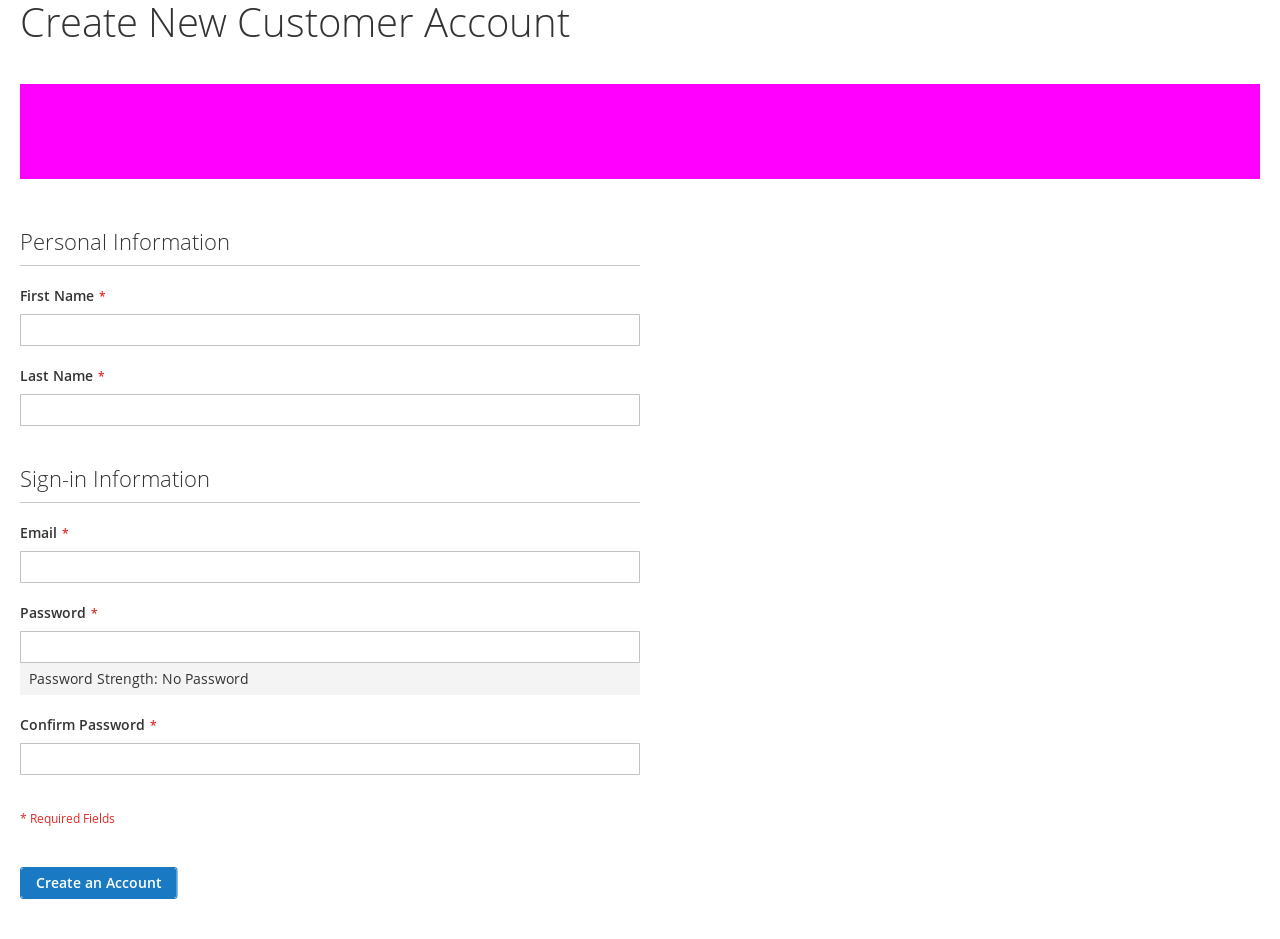 Create New Customer Account
Personal Information
First Name *
Last Name *
Sign-in Information
Email *
Password *
Password Strength: No Password
Confirm Password *
* Required Fields
Create an Account